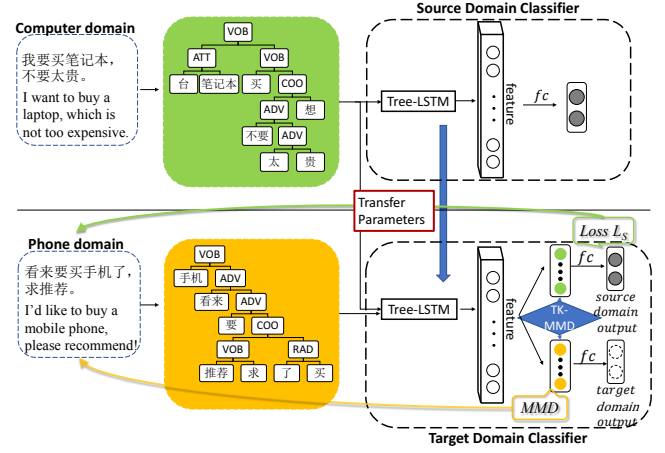 Computer domain
我要买笔记本，
不要太贵。
I want to buy a
laptop, which is
not too expensive.
VOB
ATT
VOB
台
笔记本
买
COO
ADV
想
不要
ADV
太
贵
Source Domain Classifier
Tree-LSTM
feature
fc
Transfer
Parameters
Phone domain
看来要买手机了，
求推荐。
I'd like to buy a
mobile phone,
please recommend!
VOB
手机
ADV
看来
ADV
要
COO
VOB
RAD
推荐
求
了
买
Tree-LSTM
feature
Loss L_S
fc
source
domain
output
TK-
MMD
fc
target
domain
output
MMD
Target Domain Classifier